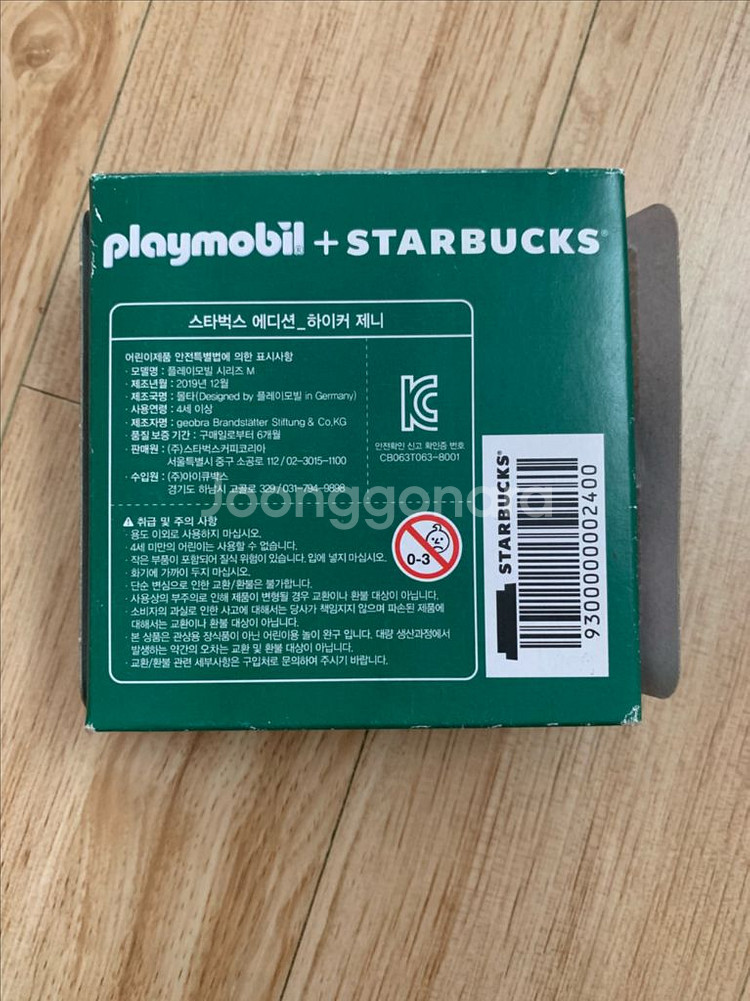 playmobil + STARBUCKS
스타벅스 에디션_하이커 제니
어린이제품 안전특별법에 의한 표시사항
· 모델명 : 플레이모빌 시리즈 M
· 제조년월 : 2019년 12월
· 제조국명 : 몰타(Designed by 플레이모빌 in Germany)
· 사용연령 : 4세 이상
· 제조자명 : geobra Brandstätter Stiftung & Co.KG
· 품질 보증 기간 : 구매일로부터 6개월
· 판매원 : (주)스타벅스커피코리아
서울특별시 중구 소공로 112 / 02-3015-1100
· 수입원 : (주)아이큐박스
경기도 하남시 고골로 329 / 031-794-9898
안전확인 신고 확인증 번호
CB063T063-8001
Joonggonara
⚠ 취급 및 주의 사항
· 용도 이외로 사용하지 마십시오.
· 4세 미만의 어린이는 사용할 수 없습니다.
· 작은 부품이 포함되어 질식 위험이 있습니다. 입에 넣지 마십시오.
· 화기에 가까이 두지 마십시오.
· 단순 변심으로 인한 교환/환불은 불가합니다.
· 사용상의 부주의로 인해 제품이 변형될 경우 교환이나 환불 대상이 아닙니다.
· 소비자의 과실로 인한 사고에 대해서는 당사가 책임지지 않으며 파손된 제품에
대해서는 교환이나 환불 대상이 아닙니다.
· 본 상품은 관상용 장식품이 아닌 어린이용 놀이 완구 입니다. 대량 생산과정에서
발생하는 약간의 오차는 교환 및 환불 대상이 아닙니다.
· 교환/환불 관련 세부사항은 구입처로 문의하여 주시기 바랍니다.
0-3
STARBUCKS
9300000002400